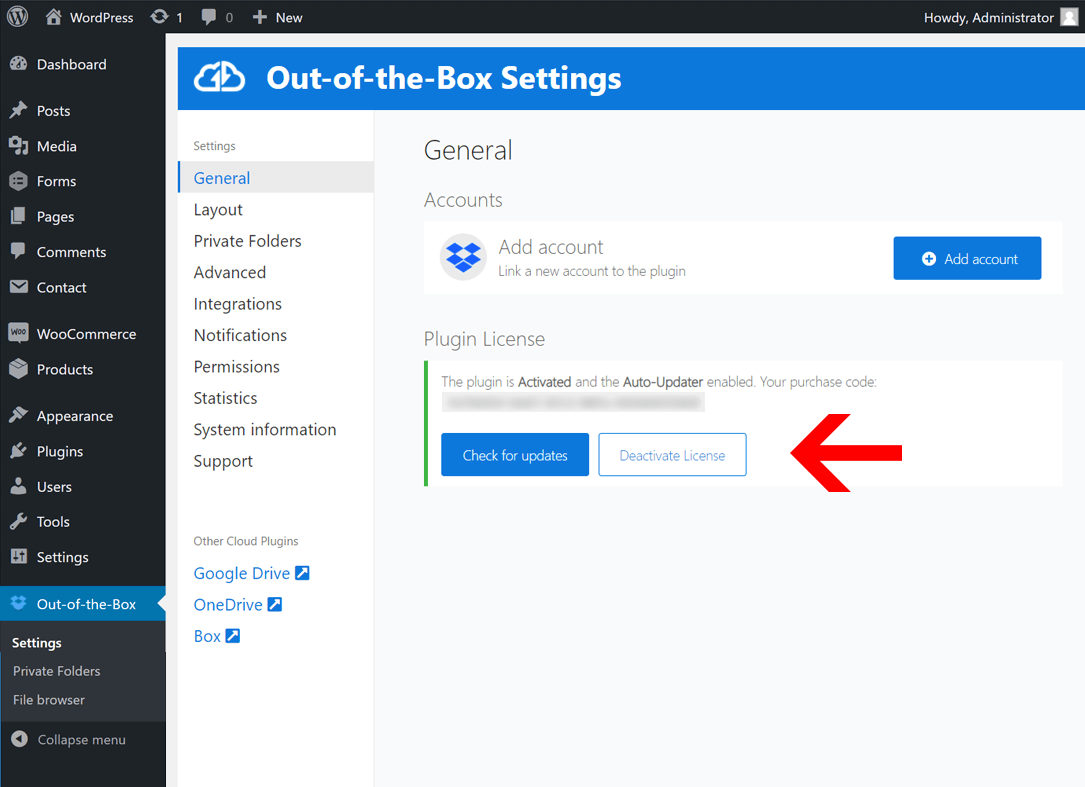 WordPress 1 0 New Howdy, Administrator
Dashboard
Posts
Media
Forms
Pages
Comments
Contact
WOO WooCommerce
Products
Appearance
Plugins
Users
Tools
Settings
Out-of-the-Box
Settings
Private Folders
File browser
Collapse menu
Out-of-the-Box Settings
Settings
General
Layout
Private Folders
Advanced
Integrations
Notifications
Permissions
Statistics
System information
Support
Other Cloud Plugins
Google Drive
OneDrive
Box
General
Accounts
Add account
Link a new account to the plugin
Add account
Plugin License
The plugin is Activated and the Auto-Updater enabled. Your purchase code:
Check for updates Deactivate License